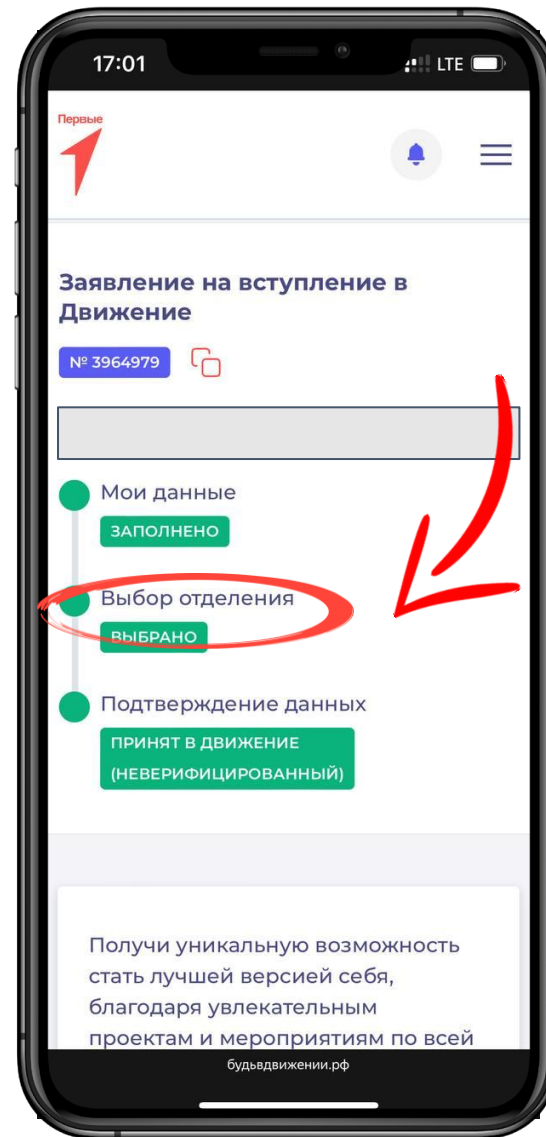 17:01
LTE
Первые
Заявление на вступление в
Движение
№ 3964979
Мои данные
ЗАПОЛНЕНО
Выбор отделения
ВЫБРАНО
Подтверждение данных
ПРИНЯТ В ДВИЖЕНИЕ
(НЕВЕРИФИЦИРОВАННЫЙ)
Получи уникальную возможность
стать лучшей версией себя,
благодаря увлекательным
проектам и мероприятиям по всей
будьвдвижении.рф